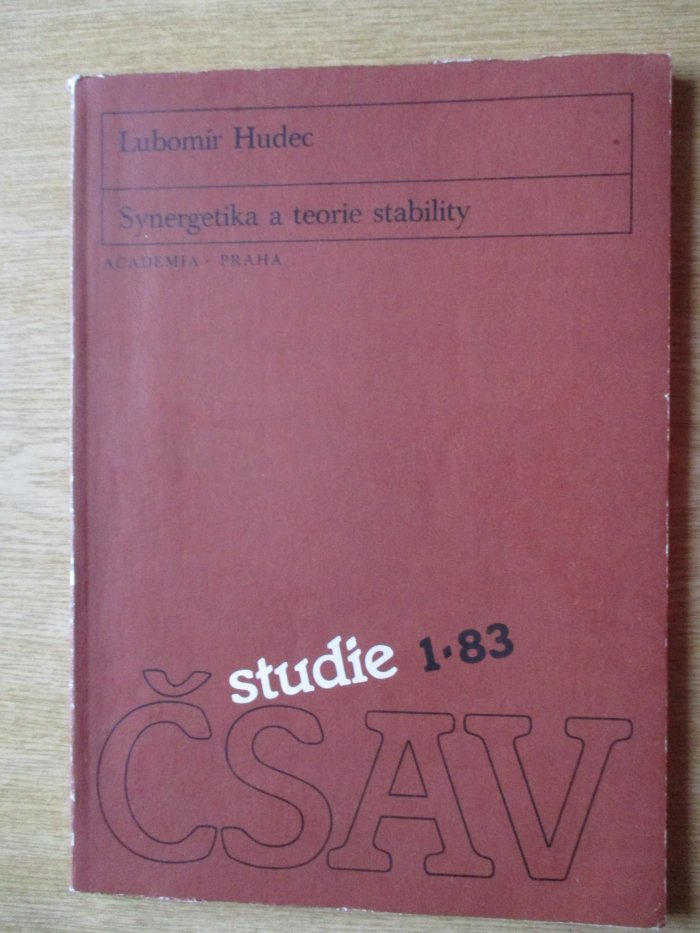 Lubomír Hudec
Synergetika a teorie stability
ACADEMIA · PRAHA
studie 1·83
ČSAV